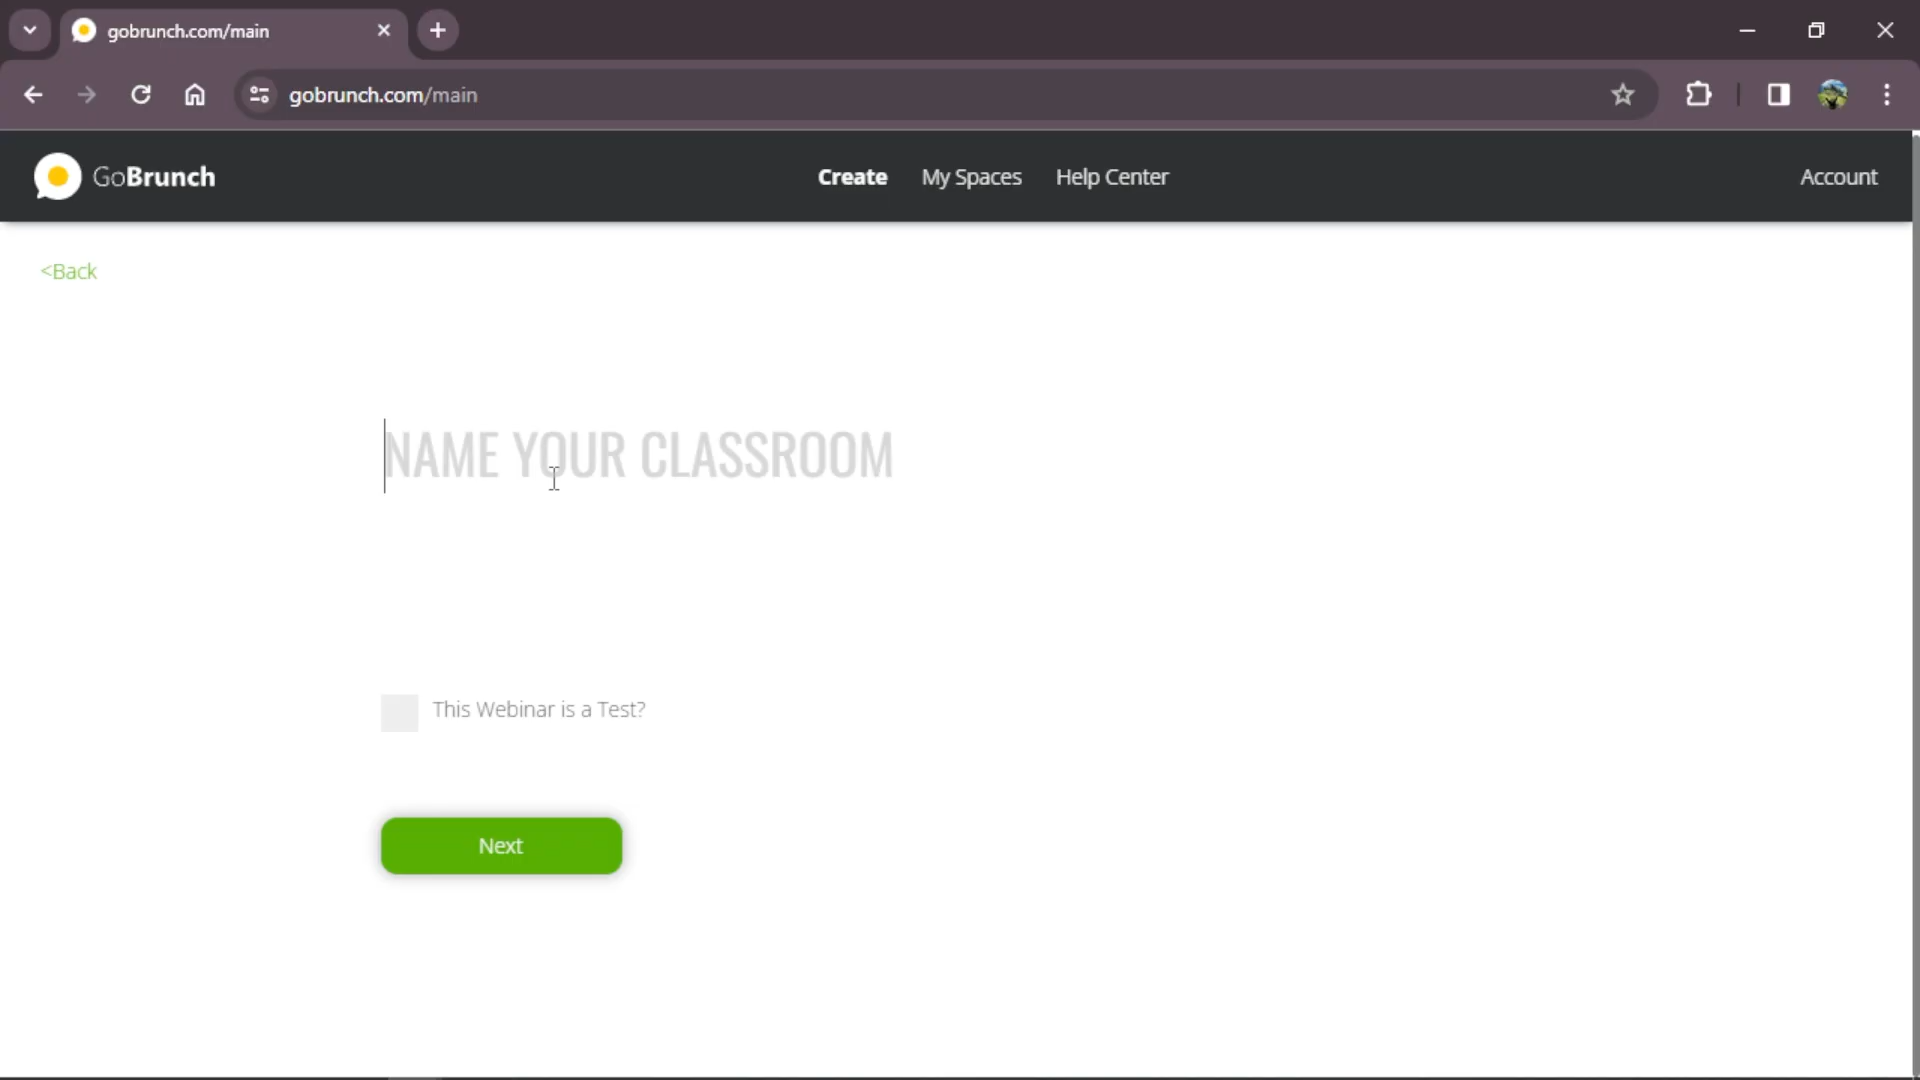 gobrunch.com/main
gobrunch.com/main
GoBrunch
Create
My Spaces
Help Center
Account
<Back
NAME YOUR CLASSROOM
This Webinar is a Test?
Next